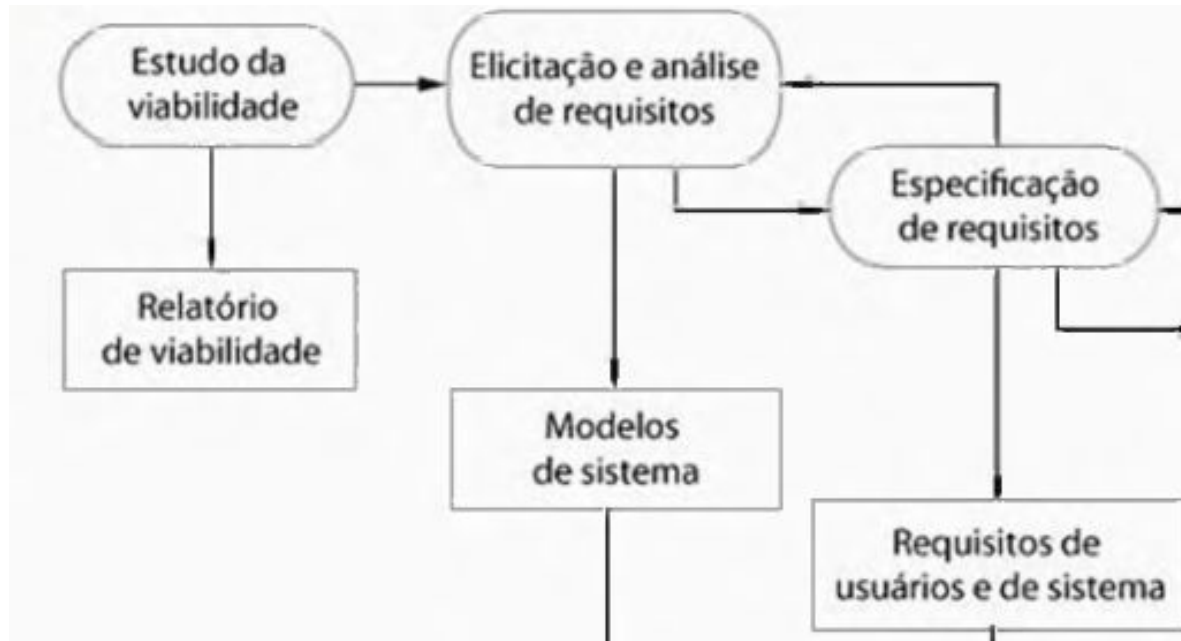 Estudo da
viabilidade
Elicitação e análise
de requisitos
Especificação
de requisitos
Relatório
de viabilidade
Modelos
de sistema
Requisitos de
usuários e de sistema